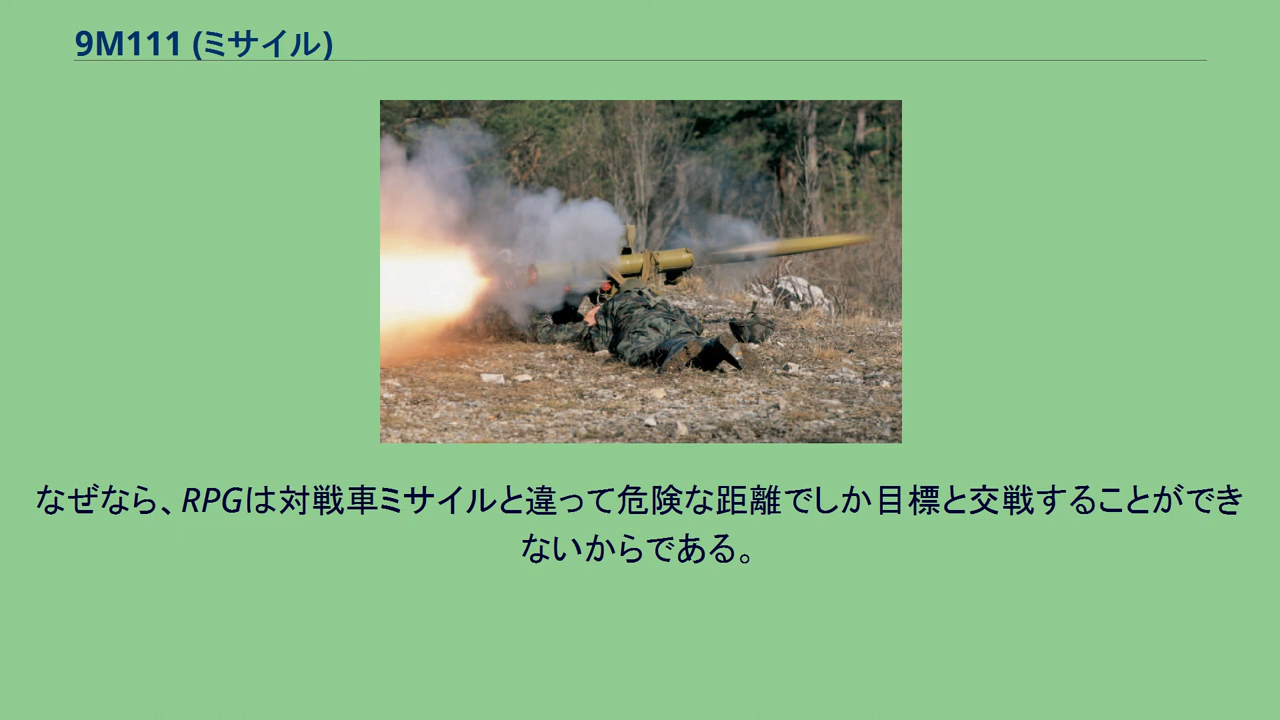 9M111 (ミサイル)
なぜなら、RPGは対戦車ミサイルと違って危険な距離でしか目標と交戦することができ
ないからである。